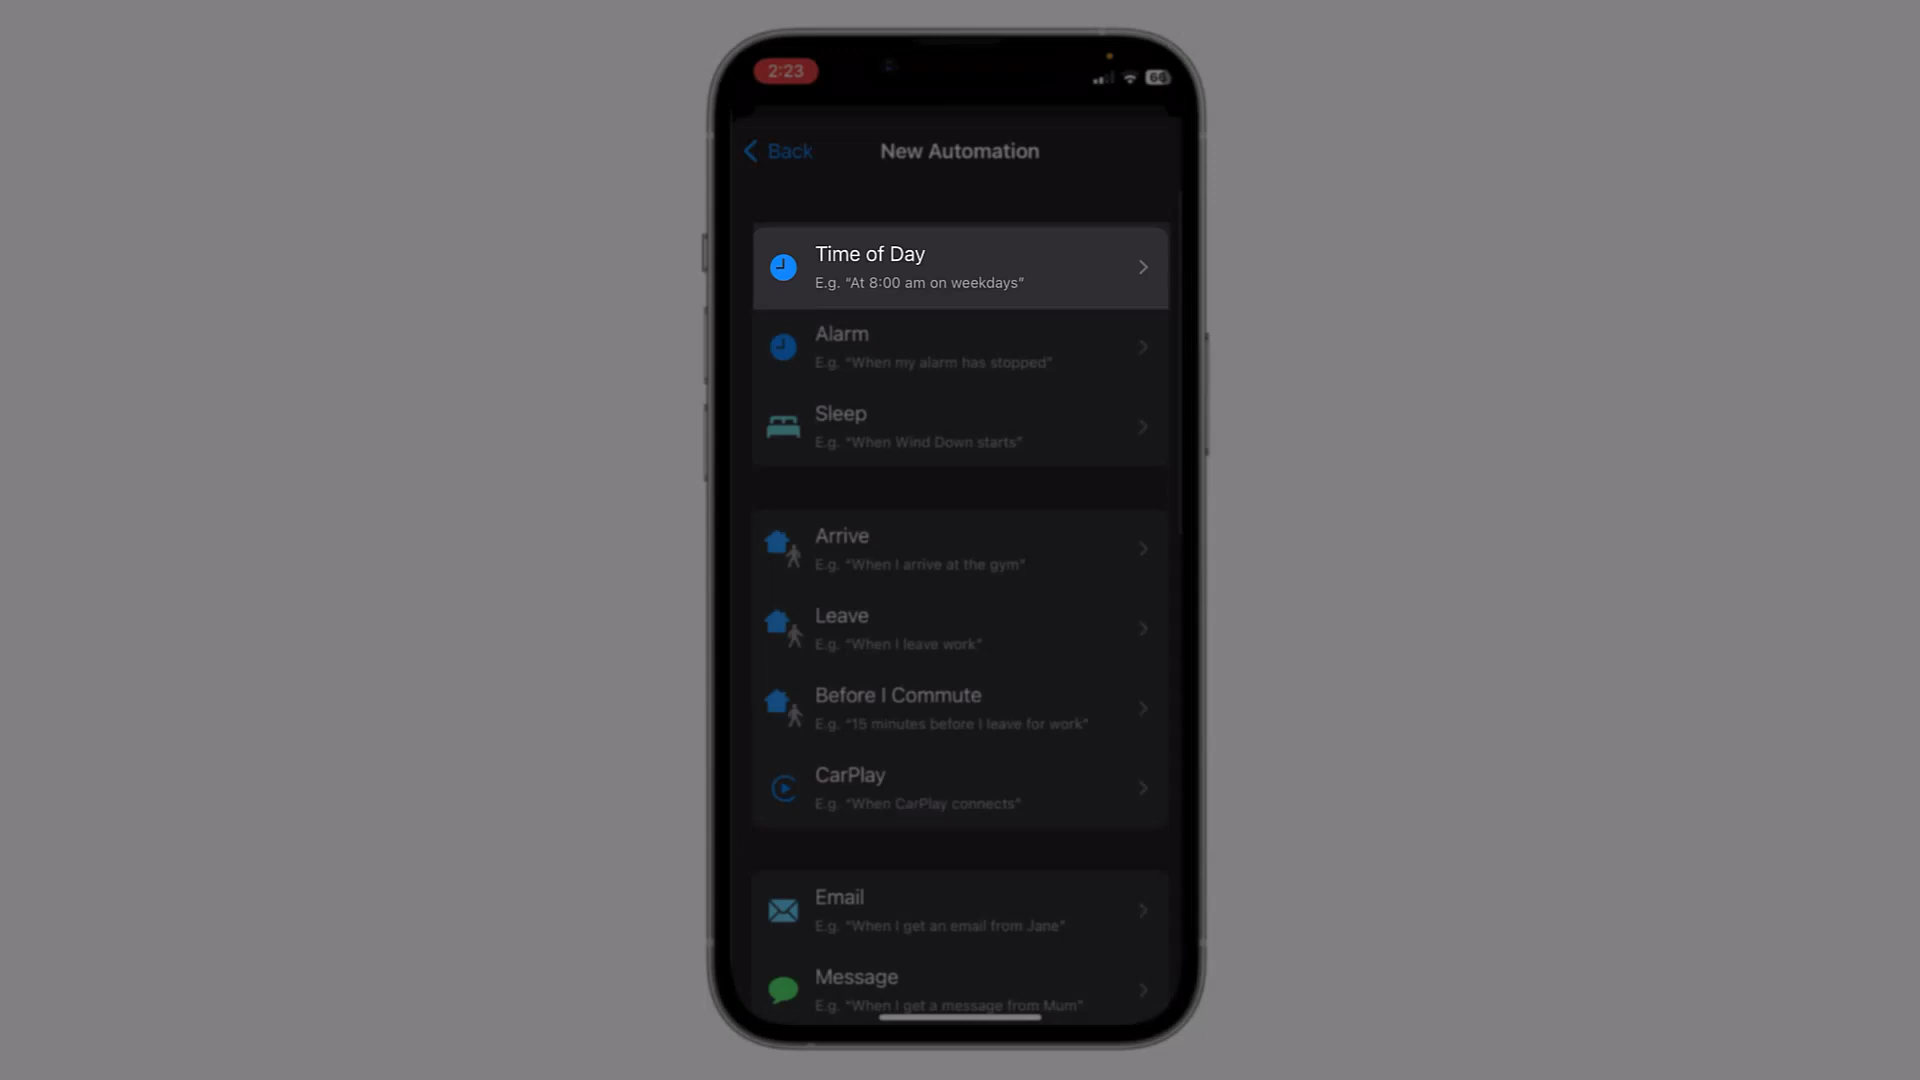 2:23
66
Back
New Automation
Time of Day
E.g. “At 8:00 am on weekdays”
Alarm
E.g. “When my alarm has stopped”
Sleep
E.g. “When Wind Down starts”
Arrive
E.g. “When I arrive at the gym”
Leave
E.g. “When I leave work”
Before I Commute
E.g. “15 minutes before I leave for work”
CarPlay
E.g. “When CarPlay connects”
Email
E.g. “When I get an email from Jane”
Message
E.g. “When I get a message from Mum”